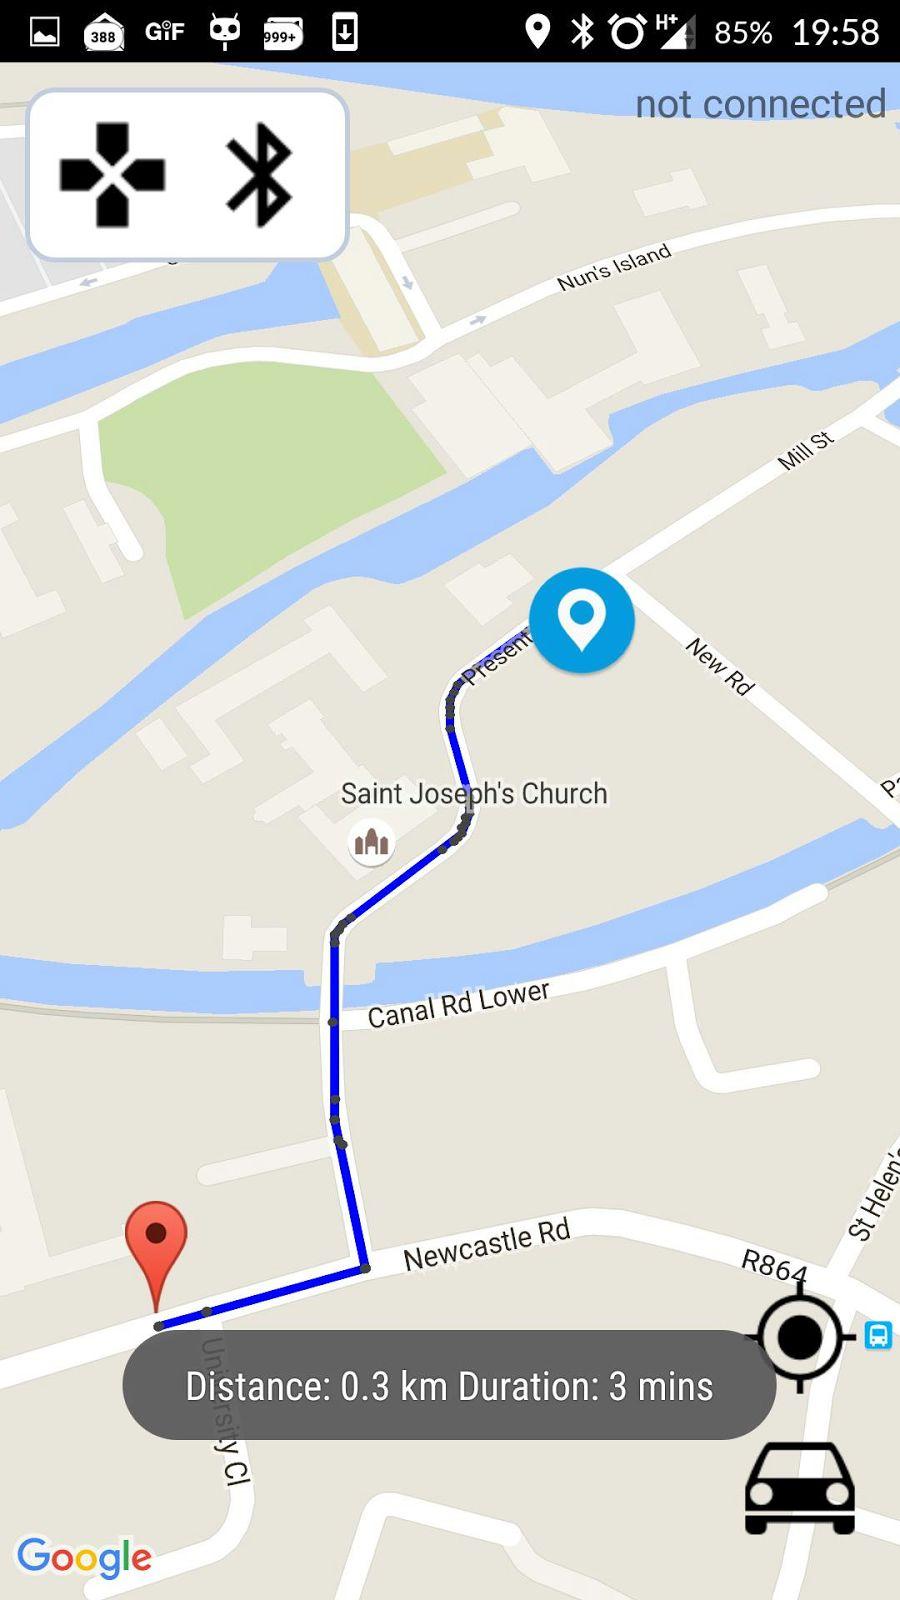 388
GiF
999+
H+
85%
19:58
not connected
Nun's Island
Mill St
Present
New Rd
Saint Joseph's Church
Canal Rd Lower
St Helen's
Newcastle Rd
R864
Distance: 0.3 km Duration: 3 mins
University Cl
Google